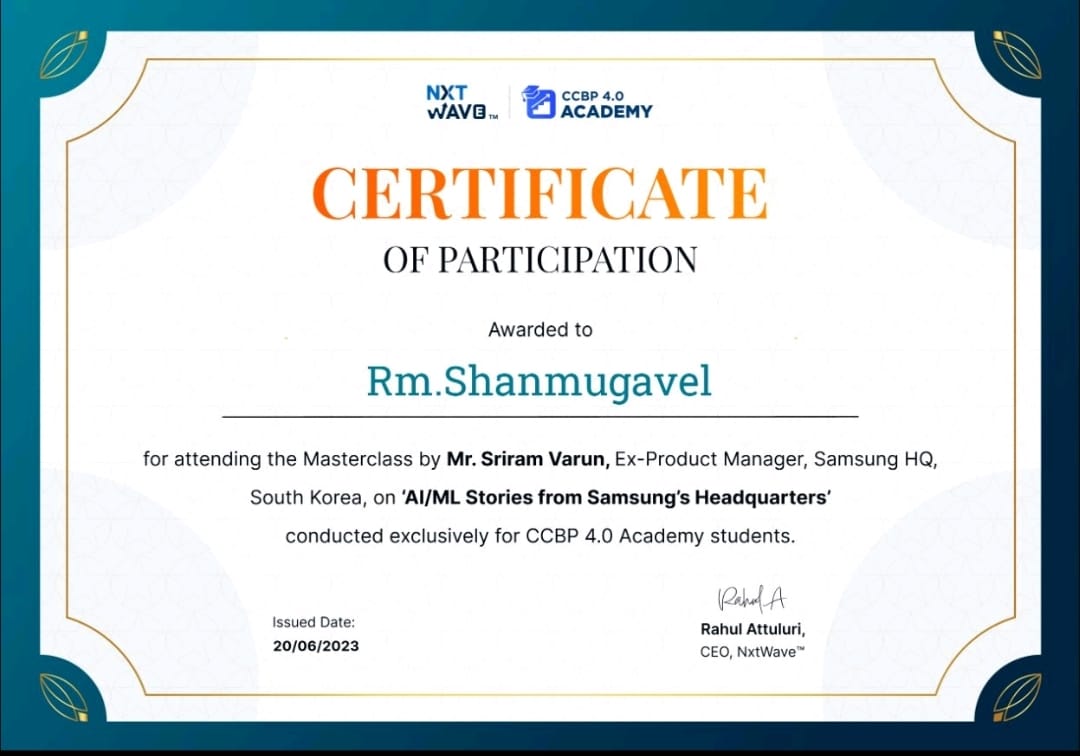 NXT
WAVE™
CCBP 4.0
ACADEMY
CERTIFICATE
OF PARTICIPATION
Awarded to
Rm.Shanmugavel
for attending the Masterclass by Mr. Sriram Varun, Ex-Product Manager, Samsung HQ,
South Korea, on ‘AI/ML Stories from Samsung’s Headquarters’
conducted exclusively for CCBP 4.0 Academy students.
Issued Date:
20/06/2023
Rahul A
Rahul Attuluri,
CEO, NxtWave™